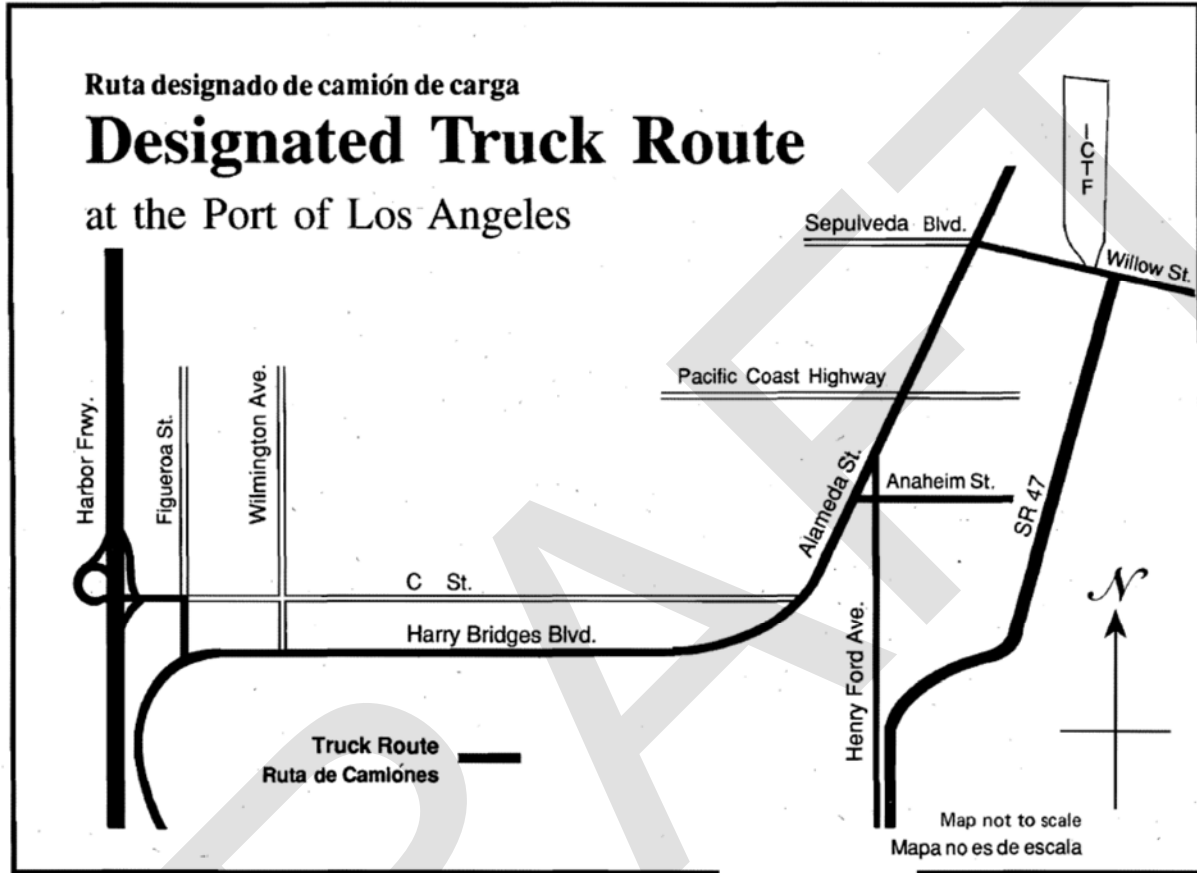 Ruta designado de camión de carga
Designated Truck Route
at the Port of Los Angeles
ICTF
Sepulveda Blvd.
Willow St.
Pacific Coast Highway
Harbor Frwy.
Figueroa St.
Wilmington Ave.
Alameda St.
Anaheim St.
SR 47
C St.
Harry Bridges Blvd.
Henry Ford Ave.
N
Truck Route
Ruta de Camiónes
Map not to scale
Mapa no es de escala